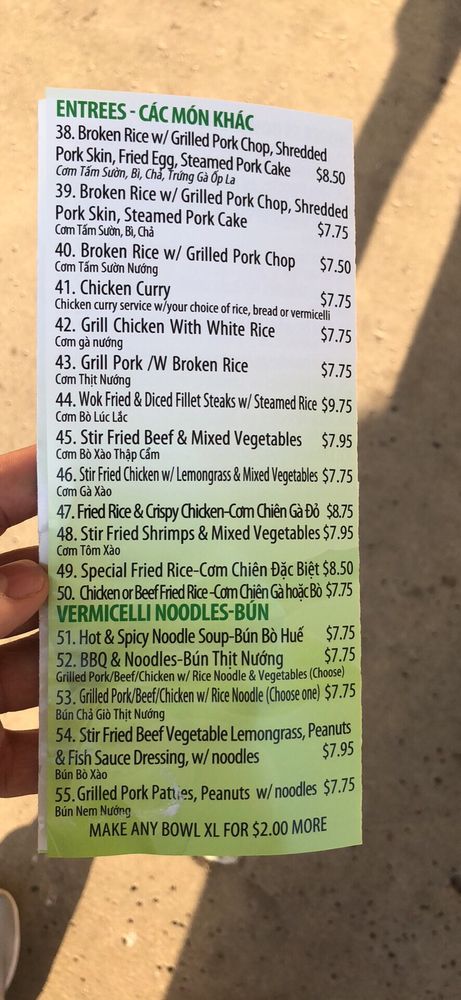 ENTREES - CÁC MÓN KHÁC
38. Broken Rice w/ Grilled Pork Chop, Shredded
Pork Skin, Fried Egg, Steamed Pork Cake $8.50
Cơm Tấm Sườn, Bì, Chả, Trứng Gà Ốp La
39. Broken Rice w/ Grilled Pork Chop, Shredded
Pork Skin, Steamed Pork Cake $7.75
Cơm Tấm Sườn, Bì, Chả
40. Broken Rice w/ Grilled Pork Chop $7.50
Cơm Tấm Sườn Nướng
41. Chicken Curry $7.75
Chicken curry service w/your choice of rice, bread or vermicelli
42. Grill Chicken With White Rice $7.75
Cơm gà nướng
43. Grill Pork /W Broken Rice $7.75
Cơm Thịt Nướng
44. Wok Fried & Diced Fillet Steaks w/ Steamed Rice $9.75
Cơm Bò Lúc Lắc
45. Stir Fried Beef & Mixed Vegetables $7.95
Cơm Bò Xào Thập Cẩm
46. Stir Fried Chicken w/ Lemongrass & Mixed Vegetables $7.75
Cơm Gà Xào
47. Fried Rice & Crispy Chicken-Cơm Chiên Gà Đỏ $8.75
48. Stir Fried Shrimps & Mixed Vegetables $7.95
Cơm Tôm Xào
49. Special Fried Rice-Cơm Chiên Đặc Biệt $8.50
50. Chicken or Beef Fried Rice -Cơm Chiên Gà hoặc Bò $7.75
VERMICELLI NOODLES-BÚN
51. Hot & Spicy Noodle Soup-Bún Bò Huế $7.75
52. BBQ & Noodles-Bún Thịt Nướng $7.75
Grilled Pork/Beef/Chicken w/ Rice Noodle & Vegetables (Choose)
53. Grilled Pork/Beef/Chicken w/ Rice Noodle (Choose one) $7.75
Bún Chả Giò Thịt Nướng
54. Stir Fried Beef Vegetable Lemongrass, Peanuts
& Fish Sauce Dressing, w/ noodles $7.95
Bún Bò Xào
55. Grilled Pork Patties, Peanuts w/ noodles $7.75
Bún Nem Nướng
MAKE ANY BOWL XL FOR $2.00 MORE